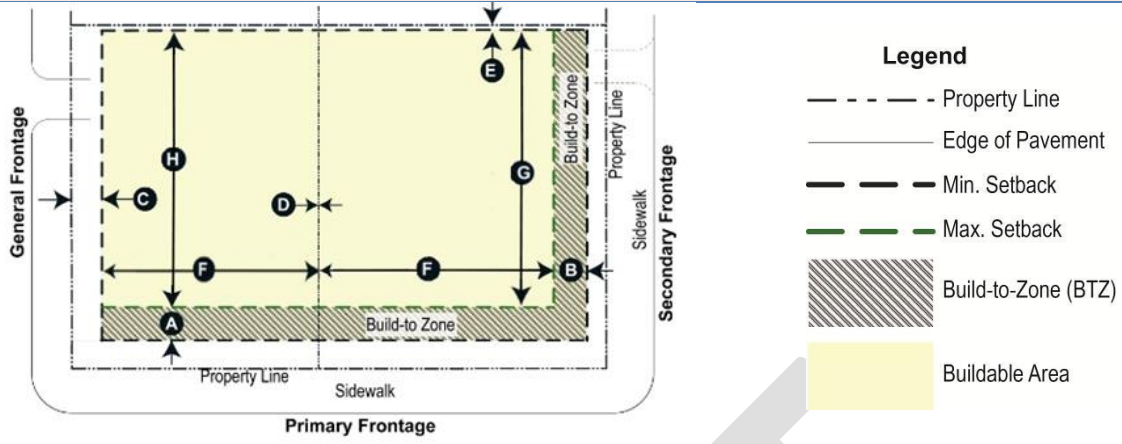 E
Build-to Zone
Property Line
H
G
General Frontage
C
D
Sidewalk
Secondary Frontage
F
F
B
A
Build-to Zone
Property Line
Sidewalk
Primary Frontage
Legend
Property Line
Edge of Pavement
Min. Setback
Max. Setback
Build-to-Zone (BTZ)
Buildable Area